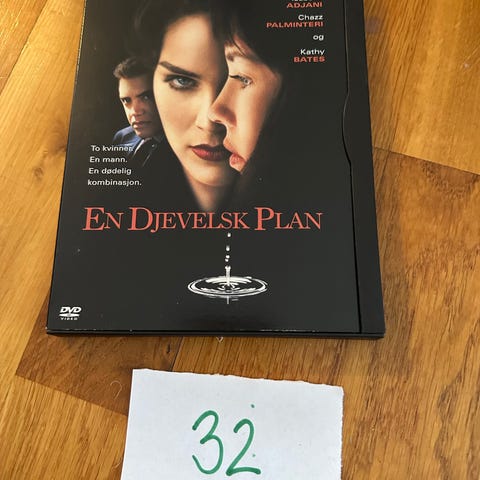 ADJANI
Chazz
PALMINTERI
og
Kathy
BATES
To kvinner.
En mann.
En dødelig
kombinasjon.
EN DJEVELSK PLAN
DVD
VIDEO
32